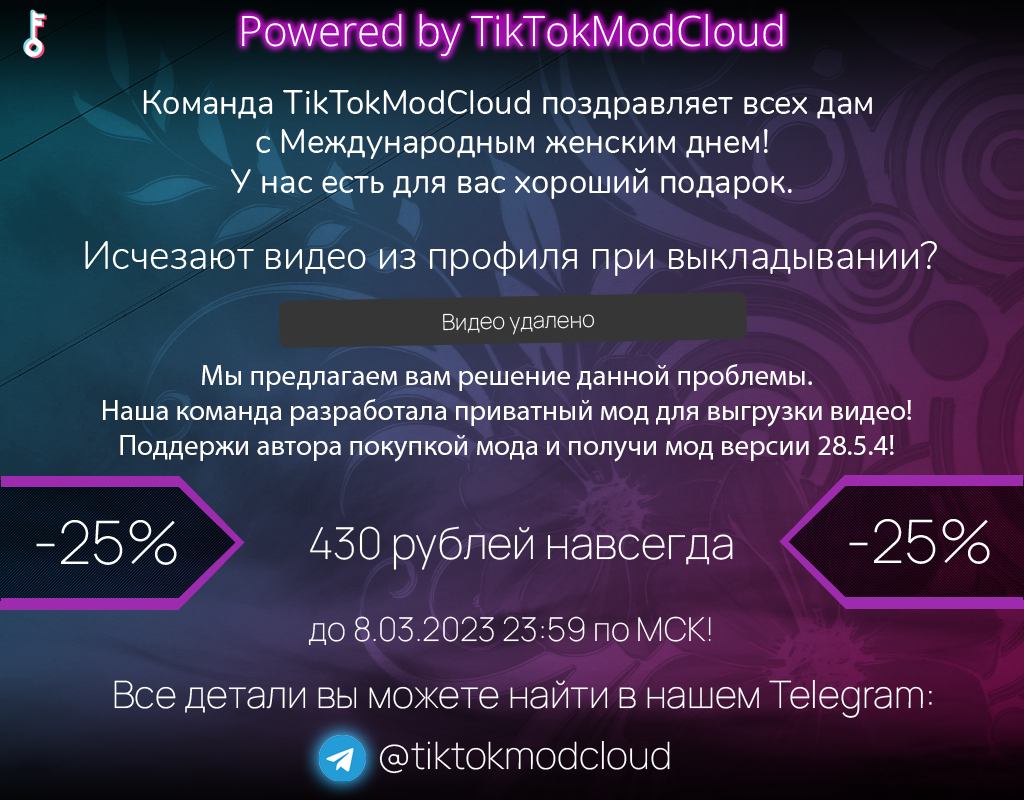 Powered by TikTokModCloud
Команда TikTokModCloud поздравляет всех дам
с Международным женским днем!
У нас есть для вас хороший подарок.
Исчезают видео из профиля при выкладывании?
Видео удалено
Мы предлагаем вам решение данной проблемы.
Наша команда разработала приватный мод для выгрузки видео!
Поддержи автора покупкой мода и получи мод версии 28.5.4!
-25%
430 рублей навсегда
-25%
до 8.03.2023 23:59 по МСК!
Все детали вы можете найти в нашем Telegram:
@tiktokmodcloud